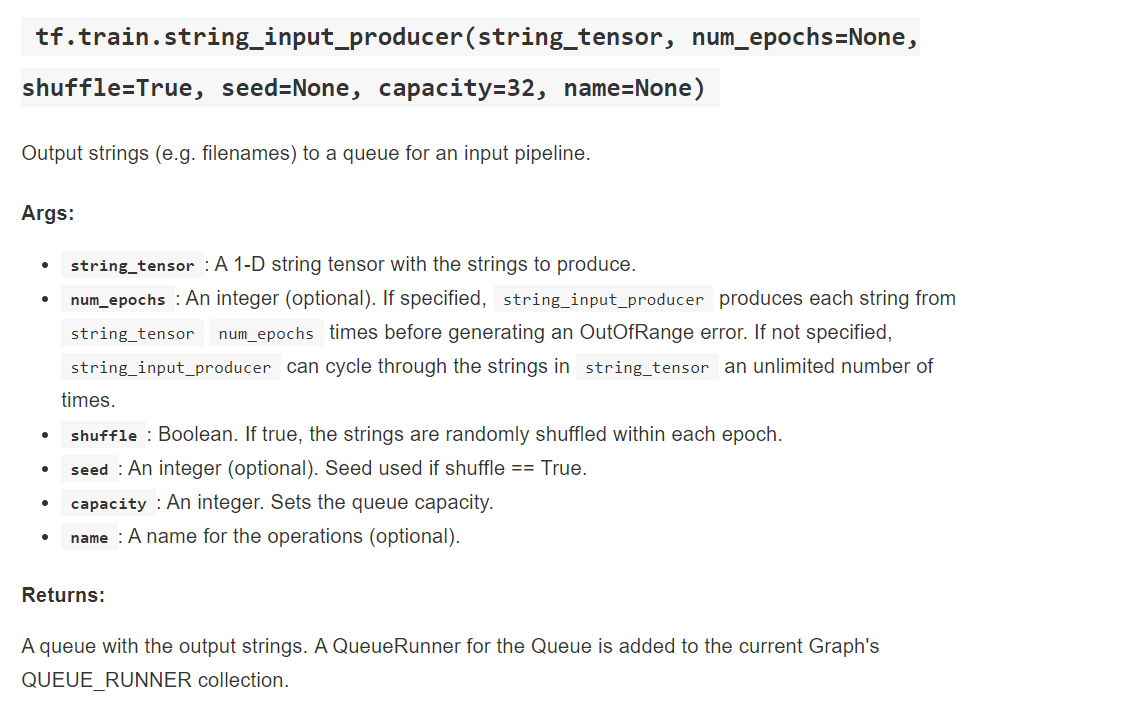 tf.train.string_input_producer(string_tensor, num_epochs=None,
shuffle=True, seed=None, capacity=32, name=None)
Output strings (e.g. filenames) to a queue for an input pipeline.
Args:
• string_tensor : A 1-D string tensor with the strings to produce.
• num_epochs : An integer (optional). If specified, string_input_producer produces each string from
string_tensor num_epochs times before generating an OutOfRange error. If not specified,
string_input_producer can cycle through the strings in string_tensor an unlimited number of
times.
• shuffle : Boolean. If true, the strings are randomly shuffled within each epoch.
• seed : An integer (optional). Seed used if shuffle == True.
• capacity : An integer. Sets the queue capacity.
• name : A name for the operations (optional).
Returns:
A queue with the output strings. A QueueRunner for the Queue is added to the current Graph's
QUEUE_RUNNER collection.